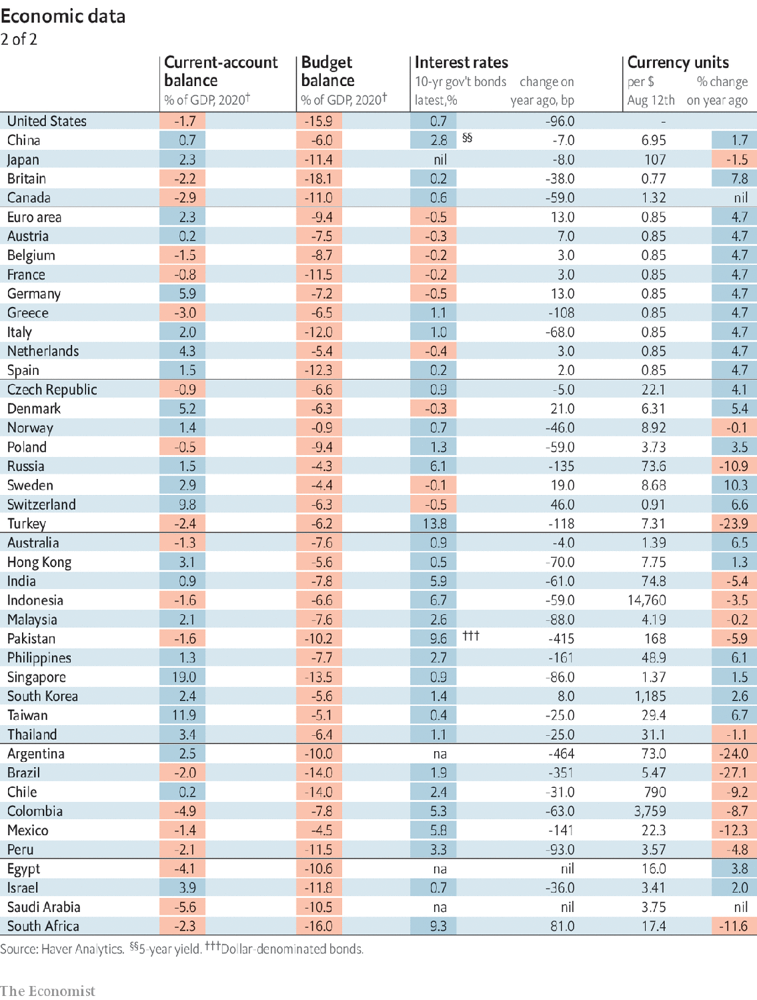 Economic data
2 of 2
Current-account balance Budget balance Interest rates Currency units
% of GDP, 2020† % of GDP, 2020† 10-yr gov't bonds latest,% change on year ago, bp per $ Aug 12th % change on year ago
United States -1.7 -15.9 0.7 -96.0 -
China 0.7 -6.0 2.8 §§ -7.0 6.95 1.7
Japan 2.3 -11.4 nil -8.0 107 -1.5
Britain -2.2 -18.1 0.2 -38.0 0.77 7.8
Canada -2.9 -11.0 0.6 -59.0 1.32 nil
Euro area 2.3 -9.4 -0.5 13.0 0.85 4.7
Austria 0.2 -7.5 -0.3 7.0 0.85 4.7
Belgium -1.5 -8.7 -0.2 3.0 0.85 4.7
France -0.8 -11.5 -0.2 3.0 0.85 4.7
Germany 5.9 -7.2 -0.5 13.0 0.85 4.7
Greece -3.0 -6.5 1.1 -108 0.85 4.7
Italy 2.0 -12.0 1.0 -68.0 0.85 4.7
Netherlands 4.3 -5.4 -0.4 3.0 0.85 4.7
Spain 1.5 -12.3 0.2 2.0 0.85 4.7
Czech Republic -0.9 -6.6 0.9 -5.0 22.1 4.1
Denmark 5.2 -6.3 -0.3 21.0 6.31 5.4
Norway 1.4 -0.9 0.7 -46.0 8.92 -0.1
Poland -0.5 -9.4 1.3 -59.0 3.73 3.5
Russia 1.5 -4.3 6.1 -135 73.6 -10.9
Sweden 2.9 -4.4 -0.1 19.0 8.68 10.3
Switzerland 9.8 -6.3 -0.5 46.0 0.91 6.6
Turkey -2.4 -6.2 13.8 -118 7.31 -23.9
Australia -1.3 -7.6 0.9 -4.0 1.39 6.5
Hong Kong 3.1 -5.6 0.5 -70.0 7.75 1.3
India 0.9 -7.8 5.9 -61.0 74.8 -5.4
Indonesia -1.6 -6.6 6.7 -59.0 14,760 -3.5
Malaysia 2.1 -7.6 2.6 -88.0 4.19 -0.2
Pakistan -1.6 -10.2 9.6 ††† -415 168 -5.9
Philippines 1.3 -7.7 2.7 -161 48.9 6.1
Singapore 19.0 -13.5 0.9 -86.0 1.37 1.5
South Korea 2.4 -5.6 1.4 8.0 1,185 2.6
Taiwan 11.9 -5.1 0.4 -25.0 29.4 6.7
Thailand 3.4 -6.4 1.1 -25.0 31.1 -1.1
Argentina 2.5 -10.0 na -464 73.0 -24.0
Brazil -2.0 -14.0 1.9 -351 5.47 -27.1
Chile 0.2 -14.0 2.4 -31.0 790 -9.2
Colombia -4.9 -7.8 5.3 -63.0 3,759 -8.7
Mexico -1.4 -4.5 5.8 -141 22.3 -12.3
Peru -2.1 -11.5 3.3 -93.0 3.57 -4.8
Egypt -4.1 -10.6 na nil 16.0 3.8
Israel 3.9 -11.8 0.7 -36.0 3.41 2.0
Saudi Arabia -5.6 -10.5 na nil 3.75 nil
South Africa -2.3 -16.0 9.3 81.0 17.4 -11.6
Source: Haver Analytics. §§5-year yield. †††Dollar-denominated bonds.
The Economist